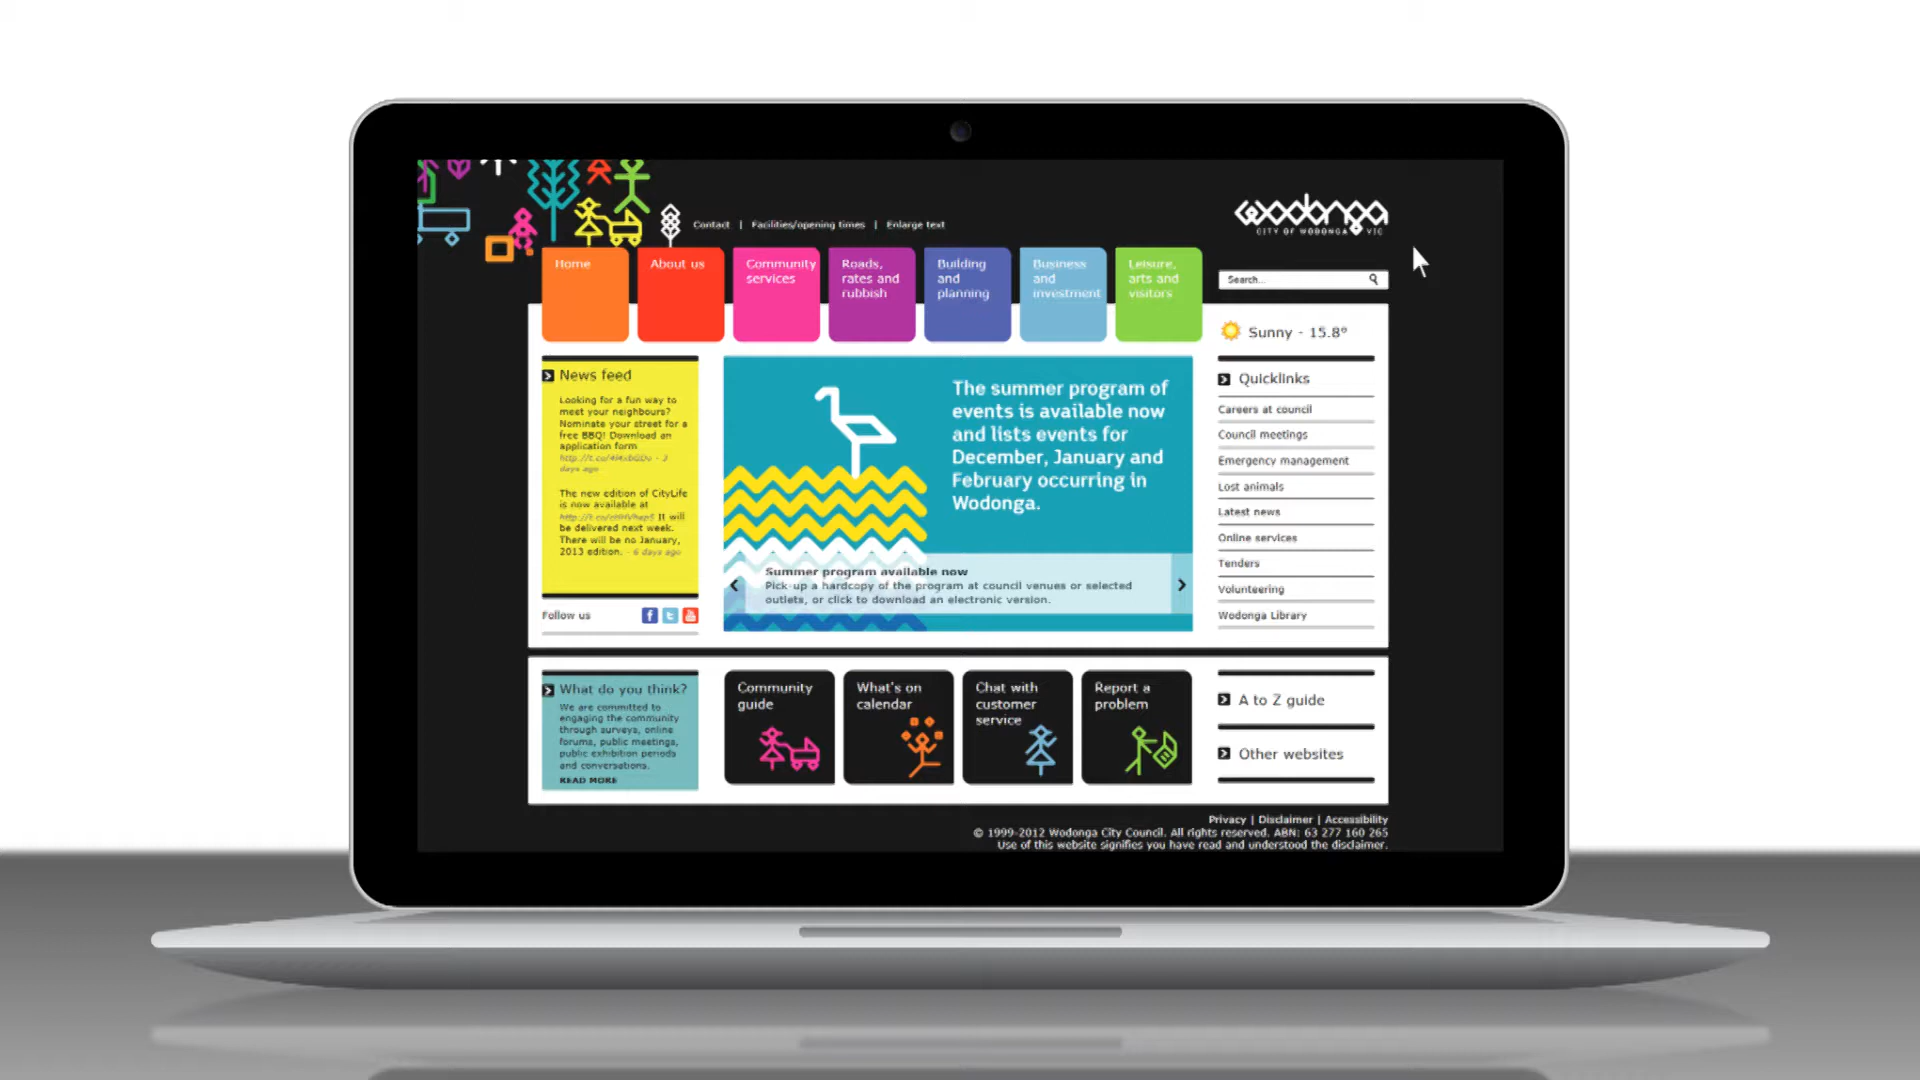 Contact | Facilities/opening times | Enlarge text
wodonga
CITY OF WODONGA VIC
Home
About us
Community
services
Roads,
rates and
rubbish
Building
and
planning
Business
and
investment
Leisure,
arts and
visitors
Search...
Sunny - 15.8°
News feed
Looking for a fun way to
meet your neighbours?
Nominate your street for a
free BBQ! Download an
application form
- 3
days ago
The new edition of CityLife
is now available at
It will
be delivered next week.
There will be no January,
2013 edition. - 6 days ago
Follow us
The summer program of
events is available now
and lists events for
December, January and
February occurring in
Wodonga.
Summer program available now
Pick-up a hardcopy of the program at council venues or selected
outlets, or click to download an electronic version.
Quicklinks
Careers at council
Council meetings
Emergency management
Lost animals
Latest news
Online services
Tenders
Volunteering
Wodonga Library
What do you think?
We are committed to
engaging the community
through surveys, online
forums, public meetings,
public exhibition periods
and conversations.
READ MORE
Community
guide
What's on
calendar
Chat with
customer
service
Report a
problem
A to Z guide
Other websites
Privacy | Disclaimer | Accessibility
© 1999-2012 Wodonga City Council. All rights reserved. ABN: 63 277 160 265
Use of this website signifies you have read and understood the disclaimer.